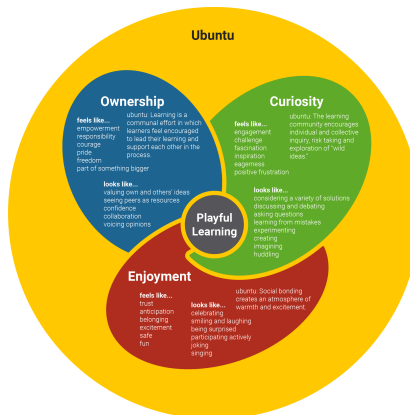 Ubuntu
Ownership
feels like...
empowerment
responsibility
courage
pride
freedom
part of something bigger
ubuntu: Learning is a
communal effort in which
learners feel encouraged
to lead their learning and
support each other in the
process.
looks like...
valuing own and others' ideas
seeing peers as resources
confidence
collaboration
voicing opinions
Curiosity
feels like...
engagement
challenge
fascination
inspiration
eagerness
positive frustration
ubuntu: The learning
community encourages
individual and collective
inquiry, risk taking and
exploration of "wild
ideas."
looks like...
considering a variety of solutions
discussing and debating
asking questions
learning from mistakes
experimenting
creating
imagining
huddling
Playful
Learning
Enjoyment
feels like...
trust
anticipation
belonging
excitement
safe
fun
looks like...
celebrating
smiling and laughing
being surprised
participating actively
joking
singing
ubuntu: Social bonding
creates an atmosphere of
warmth and excitement.